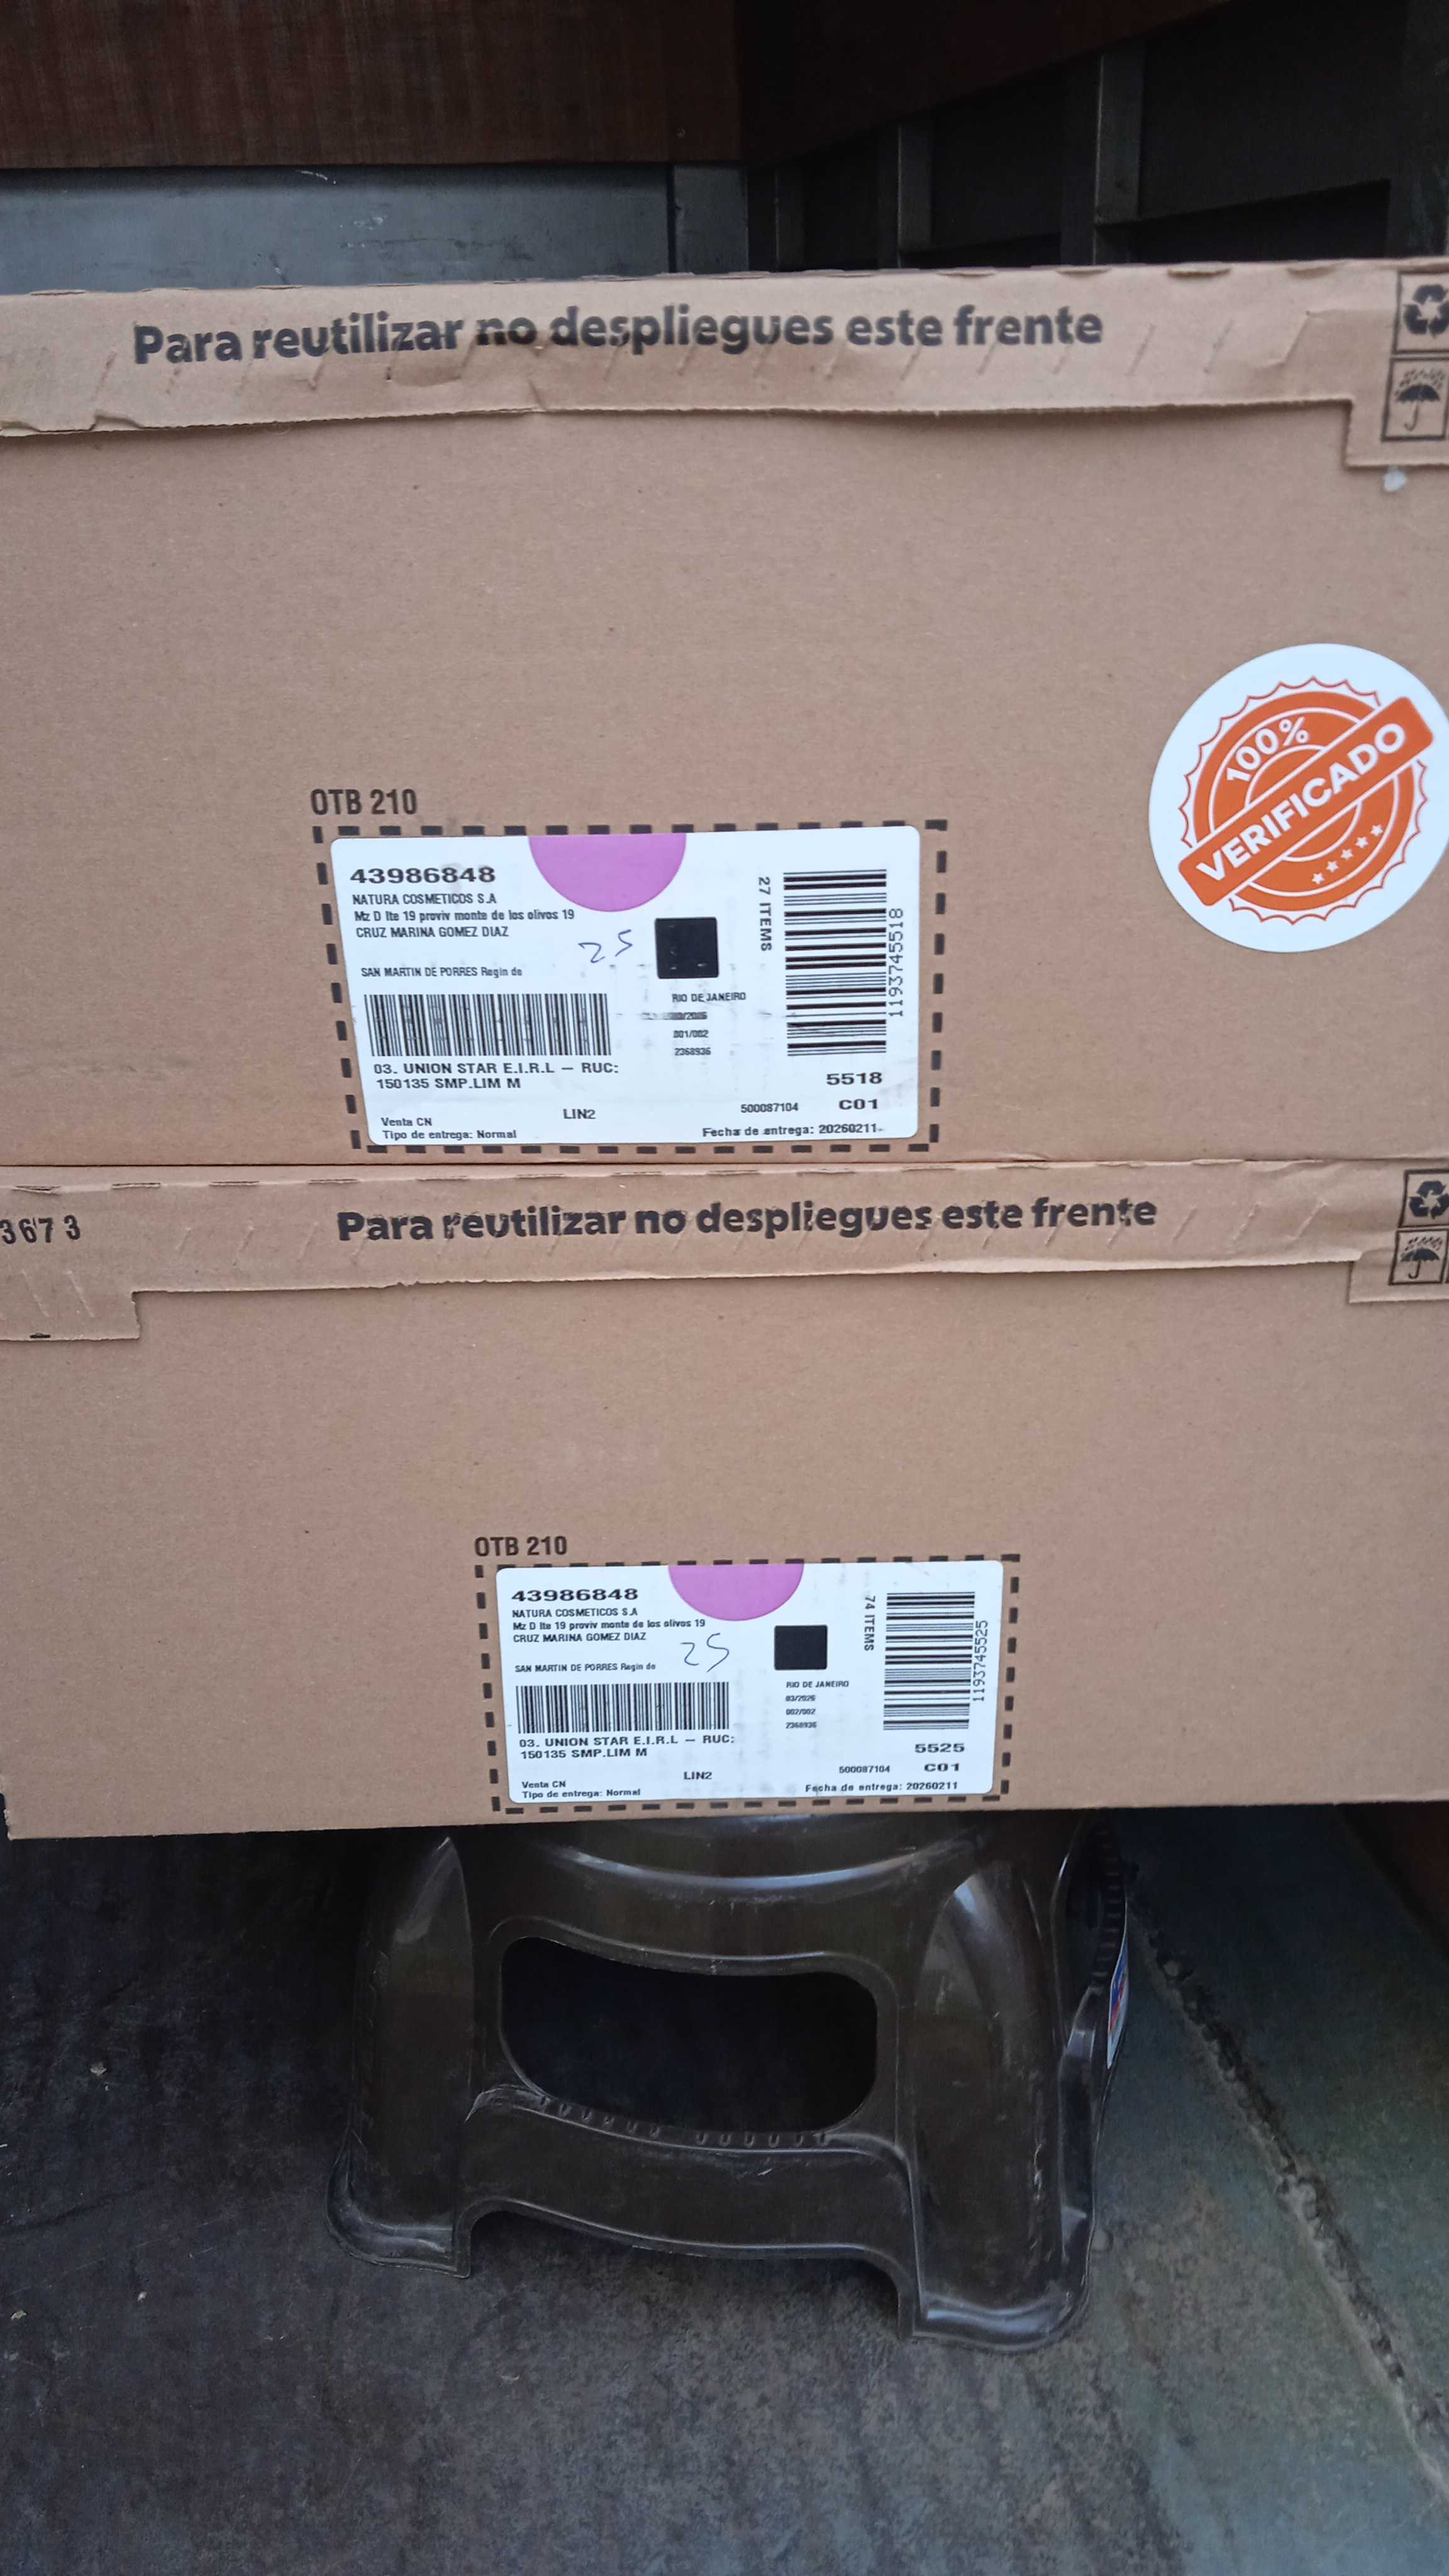 Para reutilizar no despliegues este frente
100%
VERIFICADO
OTB 210
43986848
NATURA COSMETICOS S.A
Mz D lte 19 proviv monte de los olivos 19
CRUZ MARINA GOMEZ DIAZ
25
SAN MARTIN DE PORRES Regin de
27 ITEMS
1193745518
RIO DE JANEIRO
001/002
2368936
03. UNION STAR E.I.R.L – RUC:
150135 SMP.LIM M
5518
LIN2
500087104
C01
Venta CN
Tipo de entrega: Normal
Fecha de entrega: 20260211
3673
Para reutilizar no despliegues este frente
OTB 210
43986848
NATURA COSMETICOS S.A
Mz D lte 19 proviv monte de los olivos 19
CRUZ MARINA GOMEZ DIAZ
25
SAN MARTIN DE PORRES Regin de
74 ITEMS
1193745525
RIO DE JANEIRO
03/2026
002/002
2368936
03. UNION STAR E.I.R.L – RUC:
150135 SMP.LIM M
5525
LIN2
500087104
C01
Venta CN
Tipo de entrega: Normal
Fecha de entrega: 20260211